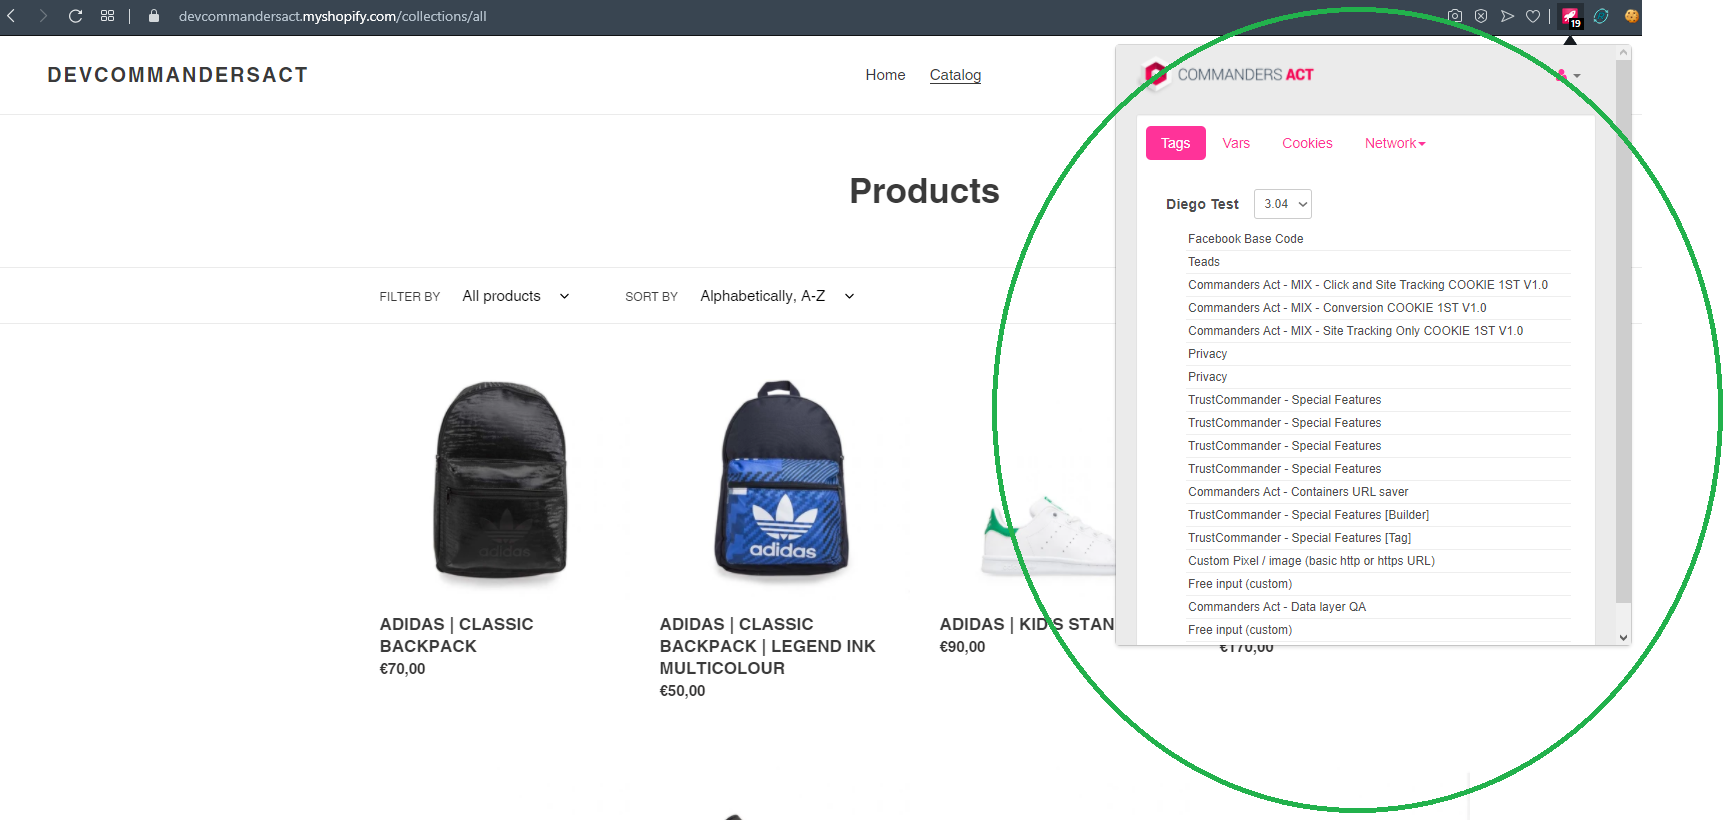 devcommandersact.myshopify.com/collections/all
19
DEVCOMMANDERSACT
Home
Catalog
COMMANDERS ACT
Tags
Vars
Cookies
Network
Products
Diego Test
3.04
Facebook Base Code
Teads
Commanders Act - MIX - Click and Site Tracking COOKIE 1ST V1.0
Commanders Act - MIX - Conversion COOKIE 1ST V1.0
Commanders Act - MIX - Site Tracking Only COOKIE 1ST V1.0
Privacy
Privacy
TrustCommander - Special Features
TrustCommander - Special Features
TrustCommander - Special Features
TrustCommander - Special Features
Commanders Act - Containers URL saver
TrustCommander - Special Features [Builder]
TrustCommander - Special Features [Tag]
Custom Pixel / image (basic http or https URL)
Free input (custom)
Commanders Act - Data layer QA
Free input (custom)
FILTER BY
All products
SORT BY
Alphabetically, A-Z
adidas
adidas
ADIDAS | CLASSIC
BACKPACK
€70,00
ADIDAS | CLASSIC
BACKPACK | LEGEND INK
MULTICOLOUR
€50,00
ADIDAS | KID'S STAN
€90,00
€170,00